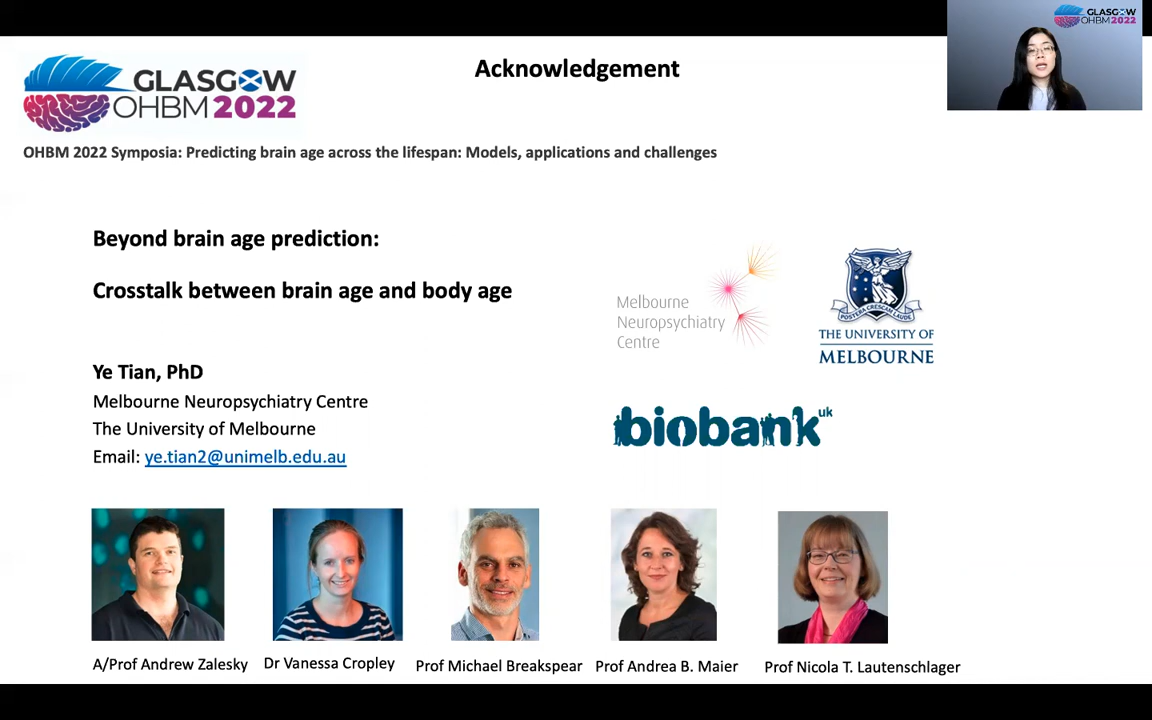 GLASGOW
OHBM 2022
Acknowledgement
GLASGOW
OHBM 2022
OHBM 2022 Symposia: Predicting brain age across the lifespan: Models, applications and challenges
Beyond brain age prediction:
Crosstalk between brain age and body age
Ye Tian, PhD
Melbourne Neuropsychiatry Centre
The University of Melbourne
Email: ye.tian2@unimelb.edu.au
Melbourne
Neuropsychiatry
Centre
POSTERA CRESCAM LAUDE
THE UNIVERSITY OF
MELBOURNE
biobank uk
A/Prof Andrew Zalesky
Dr Vanessa Cropley
Prof Michael Breakspear
Prof Andrea B. Maier
Prof Nicola T. Lautenschlager